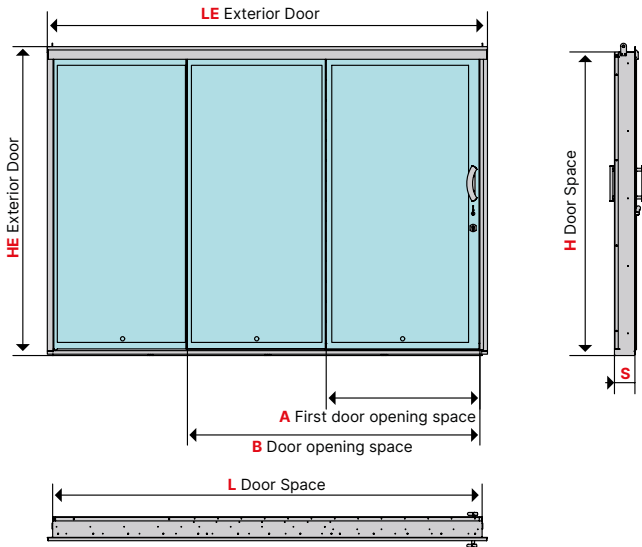 LE Exterior Door
HE Exterior Door
H Door Space
S
A First door opening space
B Door opening space
L Door Space